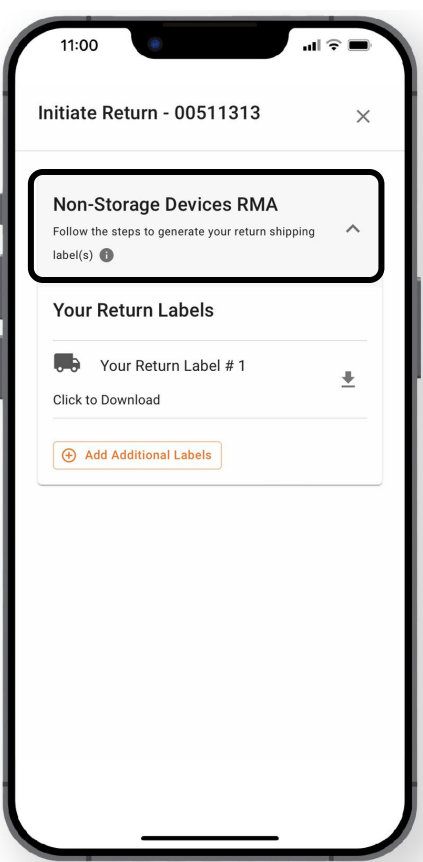 11:00
Initiate Return - 00511313
Non-Storage Devices RMA
Follow the steps to generate your return shipping
label(s)
Your Return Labels
Your Return Label # 1
Click to Download
Add Additional Labels